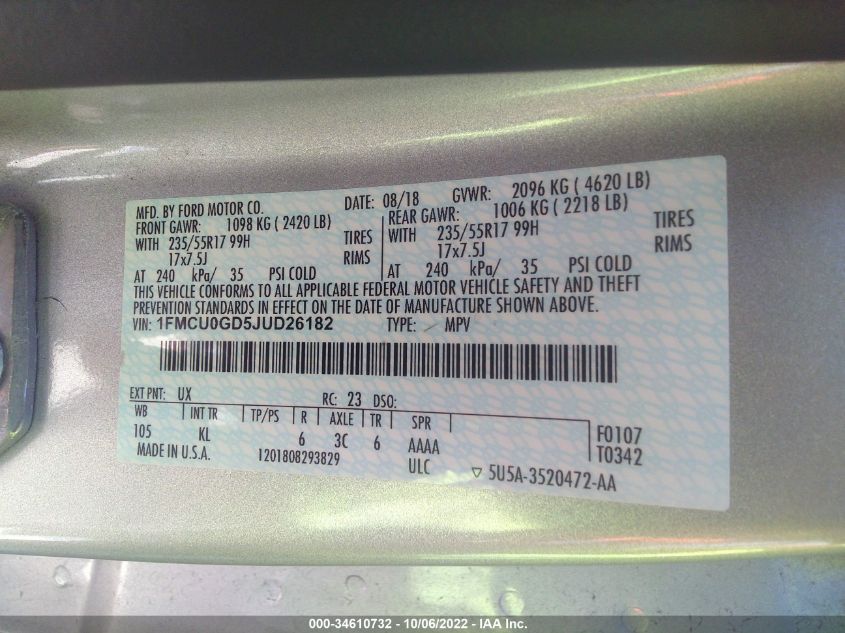 MFD. BY FORD MOTOR CO. DATE: 08/18 GVWR: 2096 KG ( 4620 LB)
FRONT GAWR: 1098 KG ( 2420 LB) REAR GAWR: 1006 KG ( 2218 LB)
WITH 235/55R17 99H TIRES WITH 235/55R17 99H TIRES
17x7.5J RIMS 17x7.5J RIMS
AT 240 kPa/ 35 PSI COLD AT 240 kPa/ 35 PSI COLD
THIS VEHICLE CONFORMS TO ALL APPLICABLE FEDERAL MOTOR VEHICLE SAFETY AND THEFT
PREVENTION STANDARDS IN EFFECT ON THE DATE OF MANUFACTURE SHOWN ABOVE.
VIN: 1FMCU0GD5JUD26182 TYPE: MPV
EXT PNT: UX RC: 23 DSO:
WB INT TR TP/PS R AXLE TR SPR
105 KL 6 3C 6 AAAA F0107
MADE IN U.S.A. 1201808293829 ULC T0342
▽ 5U5A-3520472-AA
000-34610732 - 10/06/2022 - IAA Inc.